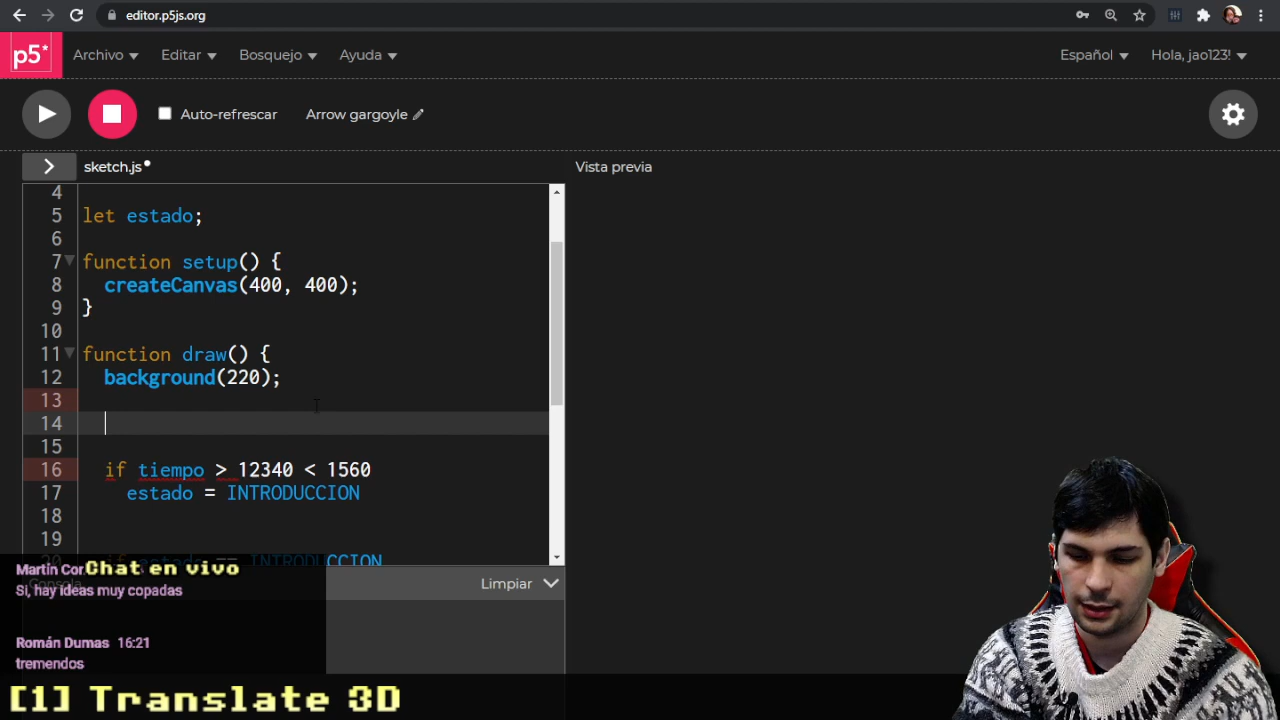 editor.p5js.org
p5*
Archivo
Editar
Bosquejo
Ayuda
Español
Hola, jao123!
Auto-refrescar
Arrow gargoyle
sketch.js
Vista previa
4
5 let estado;
6
7 function setup() {
8 createCanvas(400, 400);
9 }
10
11 function draw() {
12 background(220);
13
14
15
16 if tiempo > 12340 < 1560
17 estado = INTRODUCCION
18
19
INTRODUCCION
Limpiar
Martín Cor
Chat en vivo
Si, hay ideas muy copadas
Román Dumas 16:21
tremendos
[1] Translate 3D